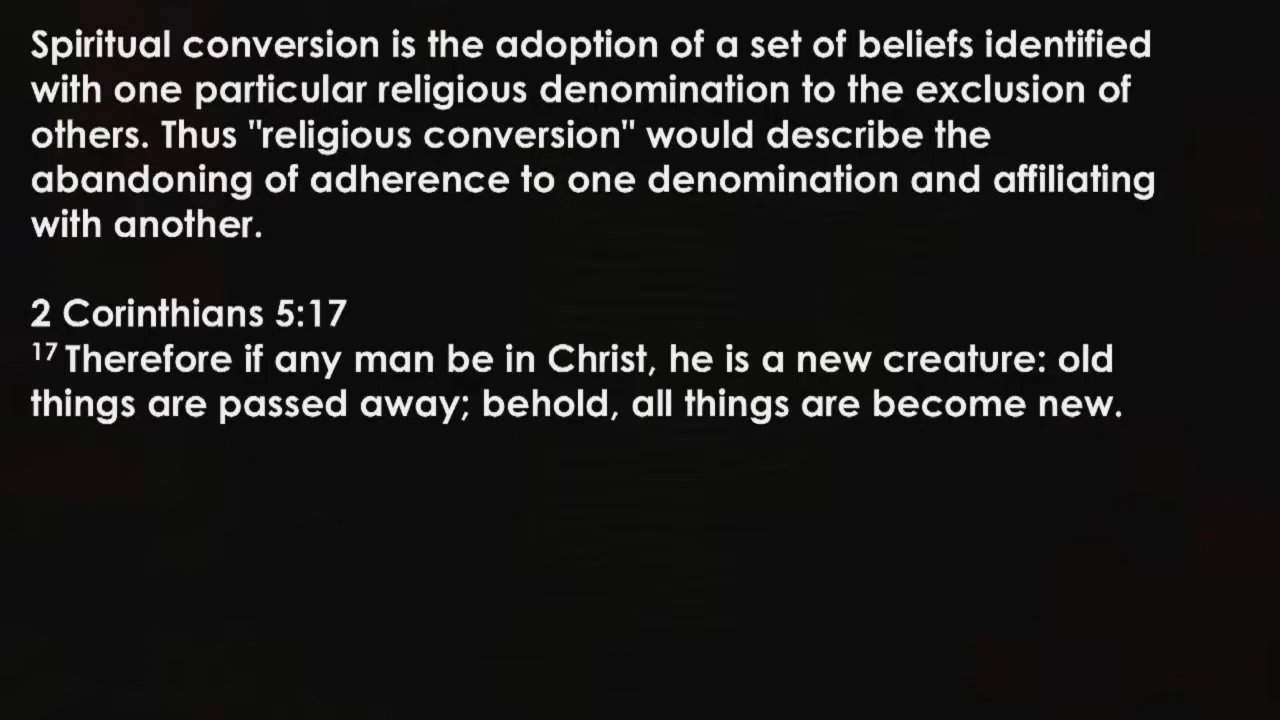 Spiritual conversion is the adoption of a set of beliefs identified
with one particular religious denomination to the exclusion of
others. Thus "religious conversion" would describe the
abandoning of adherence to one denomination and affiliating
with another.
2 Corinthians 5:17
17 Therefore if any man be in Christ, he is a new creature: old
things are passed away; behold, all things are become new.